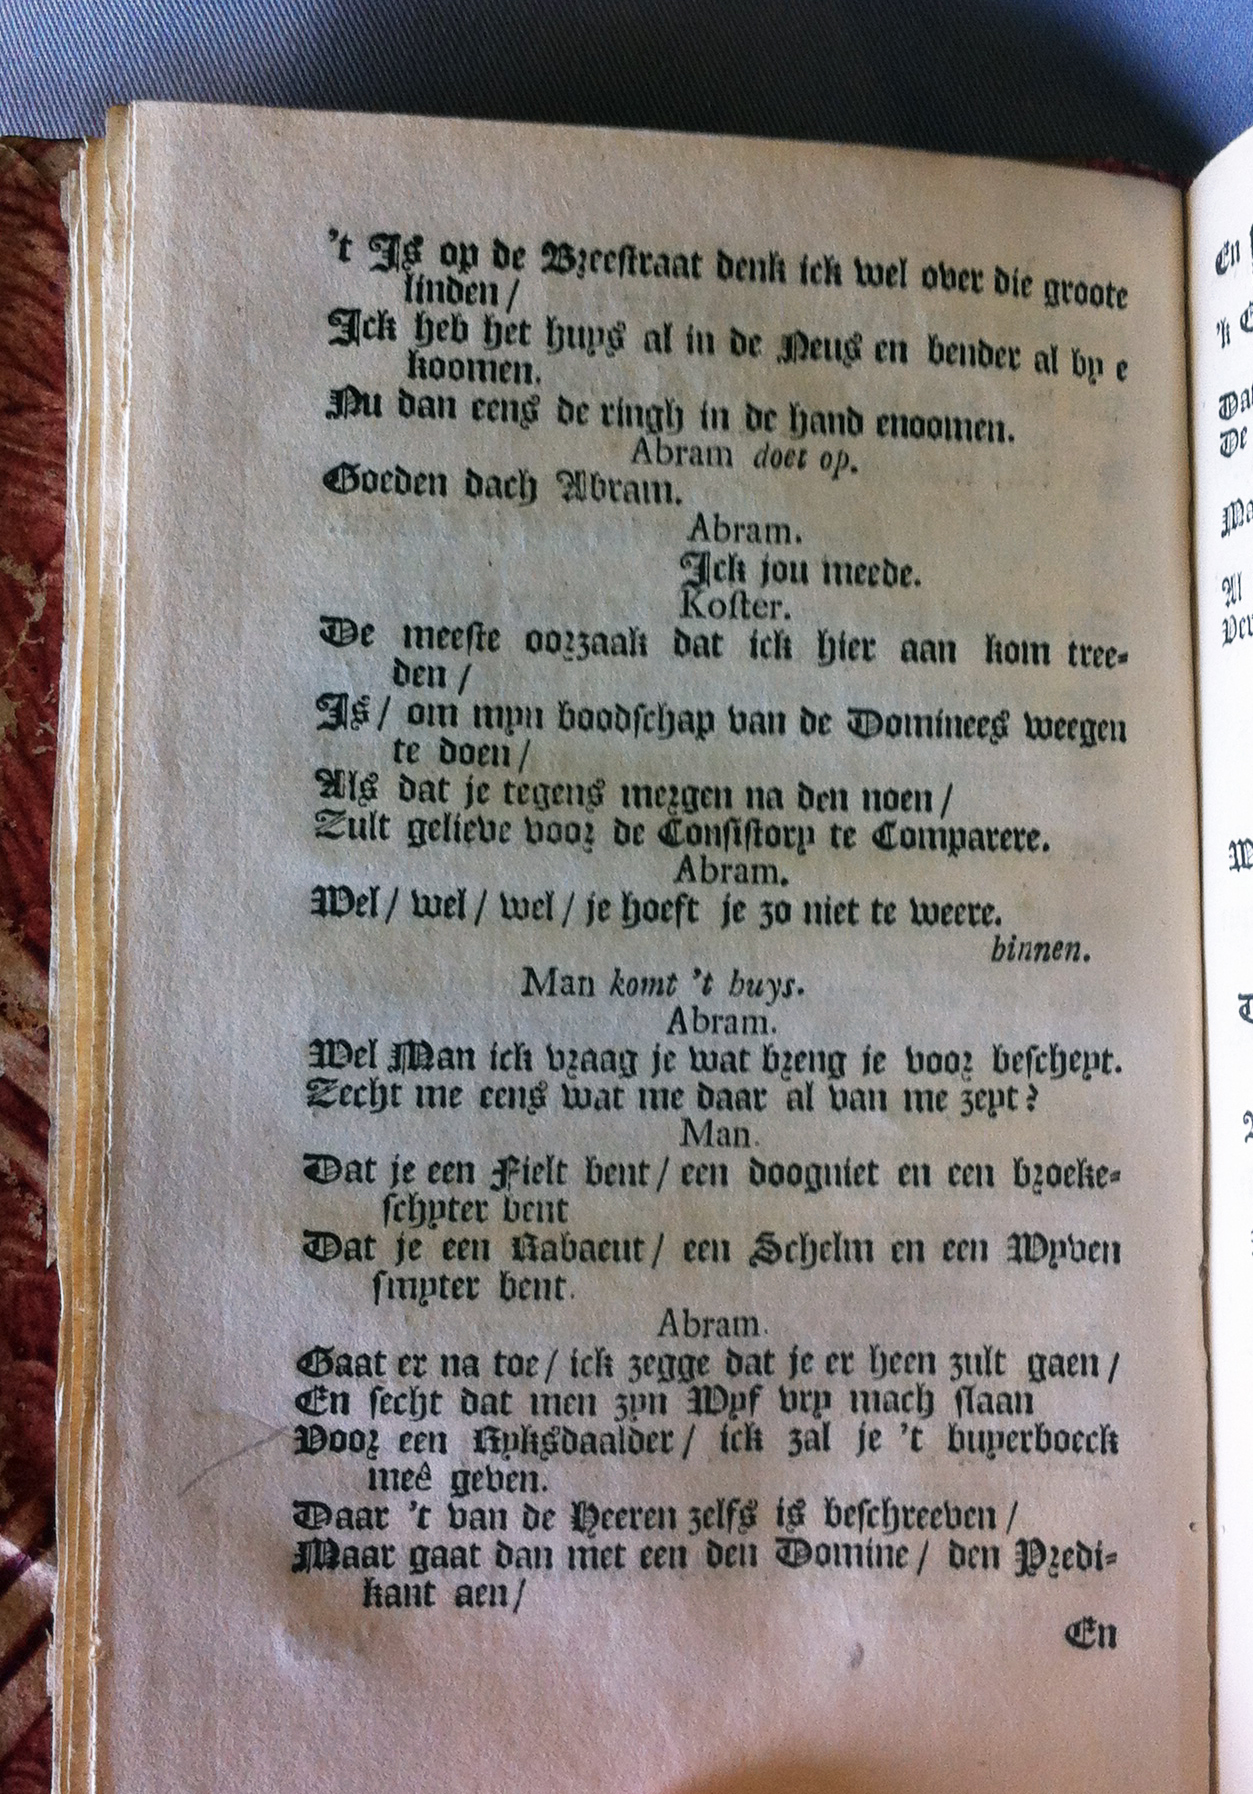 't Is op de Breestraat denk ick wel over die groote
linden /
Ick heb het huys al in de Neus en bender al by e
koomen.
Nu dan eens de ringh in de hand enoomen.
Abram doet op.
Goeden dach Abram.
Abram.
Ick jou meede.
Koster.
De meeste oorzaak dat ick hier aan kom tree-
den /
Is / om myn boodschap van de Dominees weegen
te doen /
Als dat je tegens mergen na den noen /
Zult gelieve voor de Consistory te Comparere.
Abram.
Wel / wel / wel / je hoeft je zo niet te weere.
binnen.
Man komt 't huys.
Abram.
Wel Man ick vraag je wat breng je voor bescheyt.
Zecht me eens wat me daar al van me zeyt?
Man.
Dat je een Fielt bent / een doogniet en een broeke-
schyter bent
Dat je een Rabaeut / een Schelm en een Wyven
smyter bent.
Abram.
Gaat er na toe / ick zegge dat je er heen zult gaen /
En secht dat men zyn Wyf vry mach slaan
Voor een Ryksdaalder / ick zal je 't buyerboeck
meê geven.
Daar 't van de Heeren zelfs is beschreeven /
Maar gaat dan met een den Domine / den Predi-
kant aen /
En